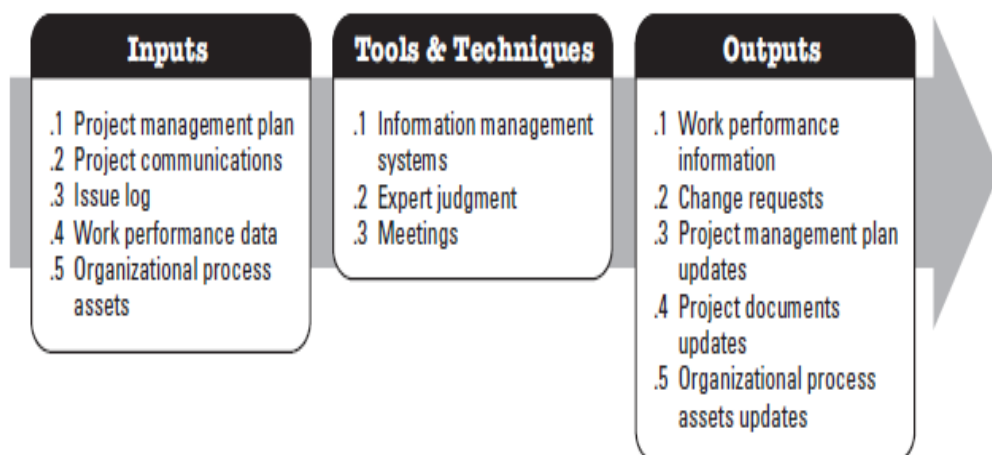 Inputs
.1 Project management plan
.2 Project communications
.3 Issue log
.4 Work performance data
.5 Organizational process
assets
Tools & Techniques
.1 Information management
systems
.2 Expert judgment
.3 Meetings
Outputs
.1 Work performance
information
.2 Change requests
.3 Project management plan
updates
.4 Project documents
updates
.5 Organizational process
assets updates